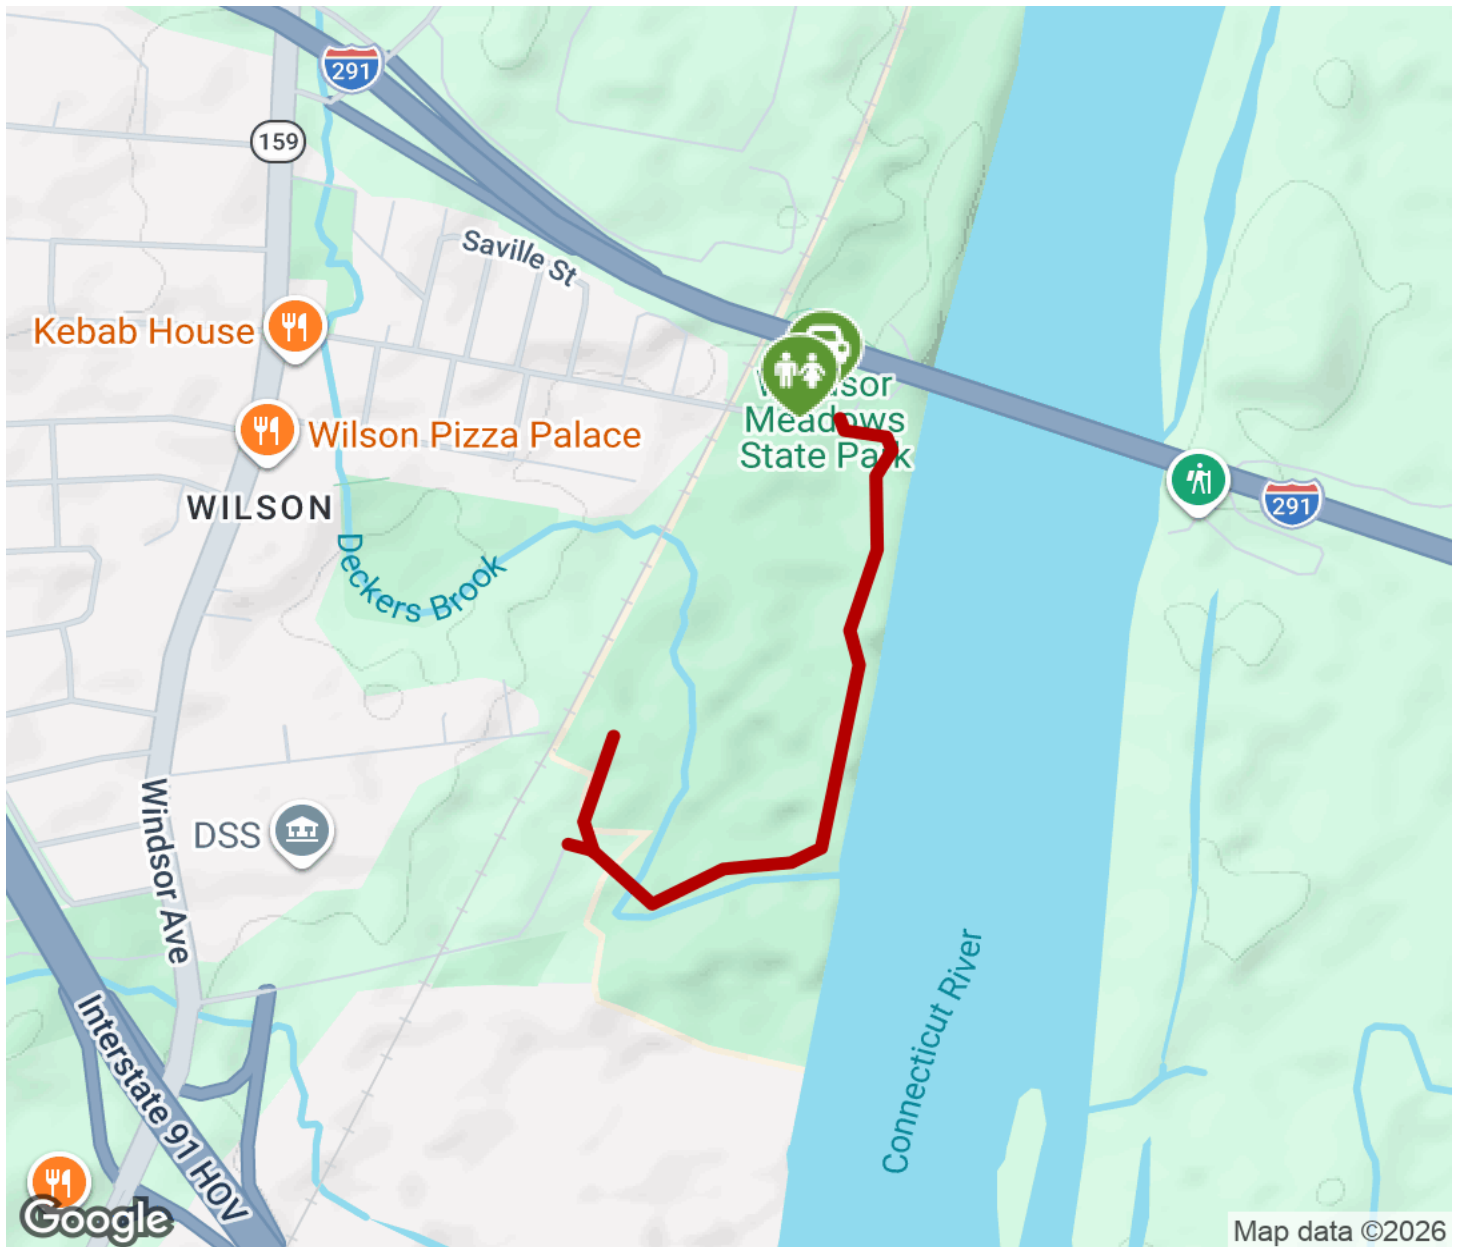 291
159
Saville St
Kebab House
Windsor
Meadows
State Park
Wilson Pizza Palace
WILSON
291
Deckers Brook
Windsor Ave
DSS
Connecticut River
Interstate 91 HOV
Google
Map data ©2026